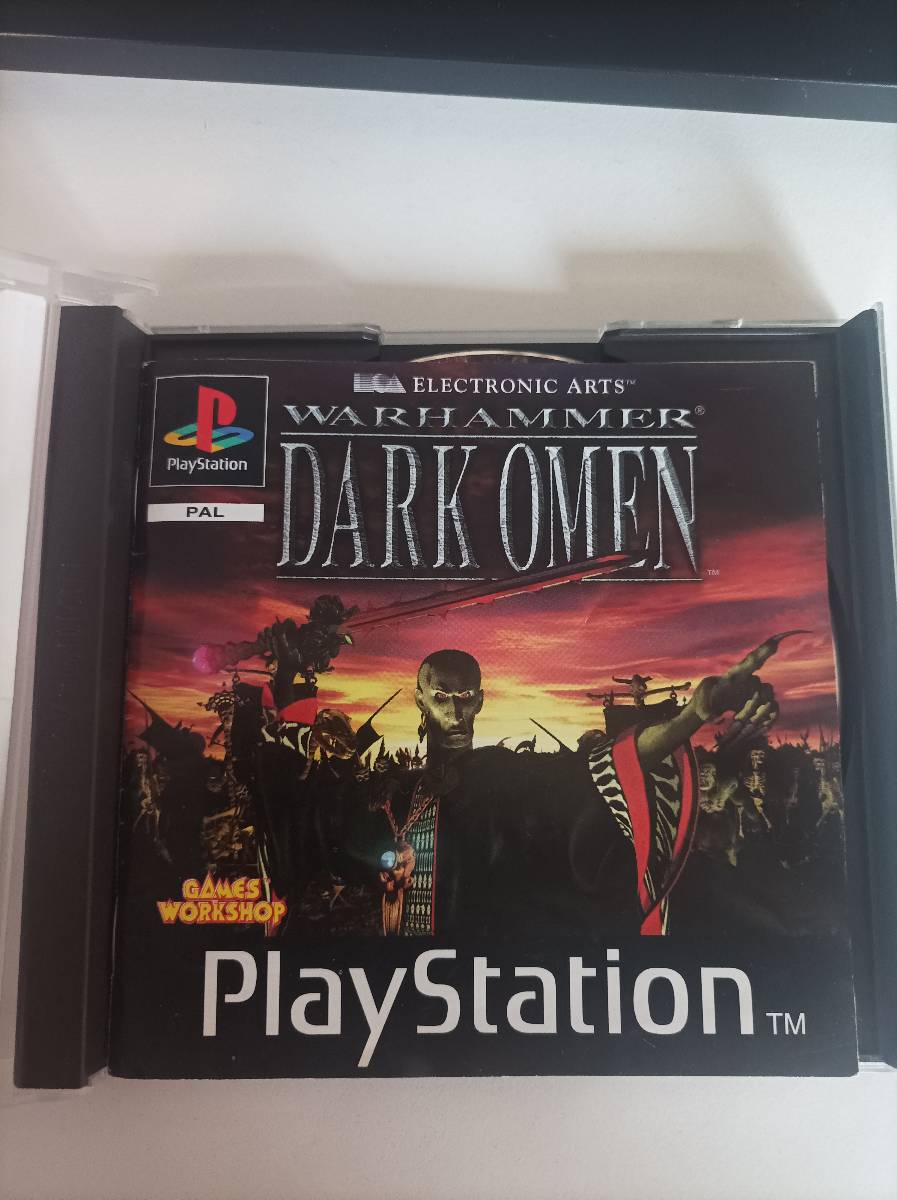 ELECTRONIC ARTS™
WARHAMMER®
DARK OMEN
™
PlayStation
PAL
GAMES
WORKSHOP
PlayStation TM